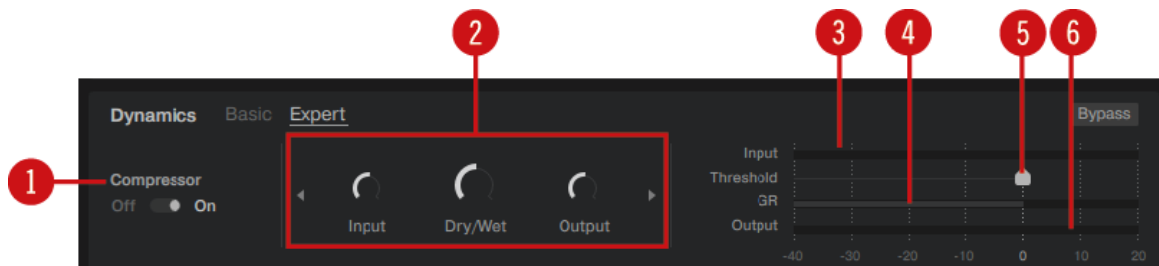 2 3 4 5 6
Dynamics Basic Expert Bypass
Input
1 Compressor Threshold
Off On GR
Input Dry/Wet Output Output
-40 -30 -20 -10 0 10 20